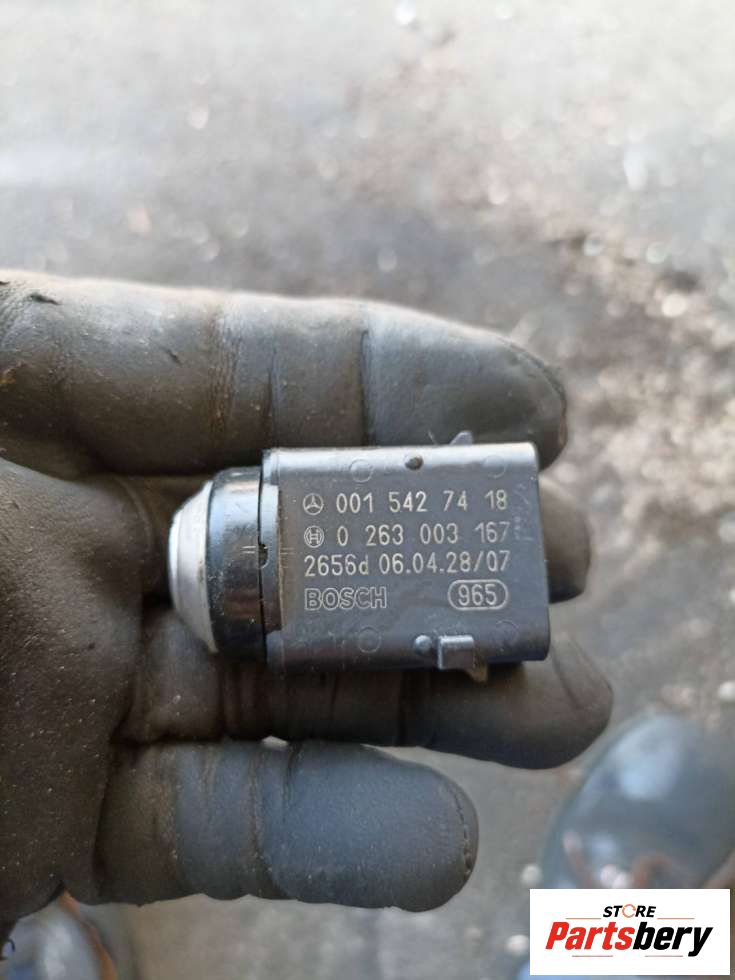 001 542 74 18
0 263 003 167
2656d 06.04.28/07
BOSCH 965
STORE
Partsbery